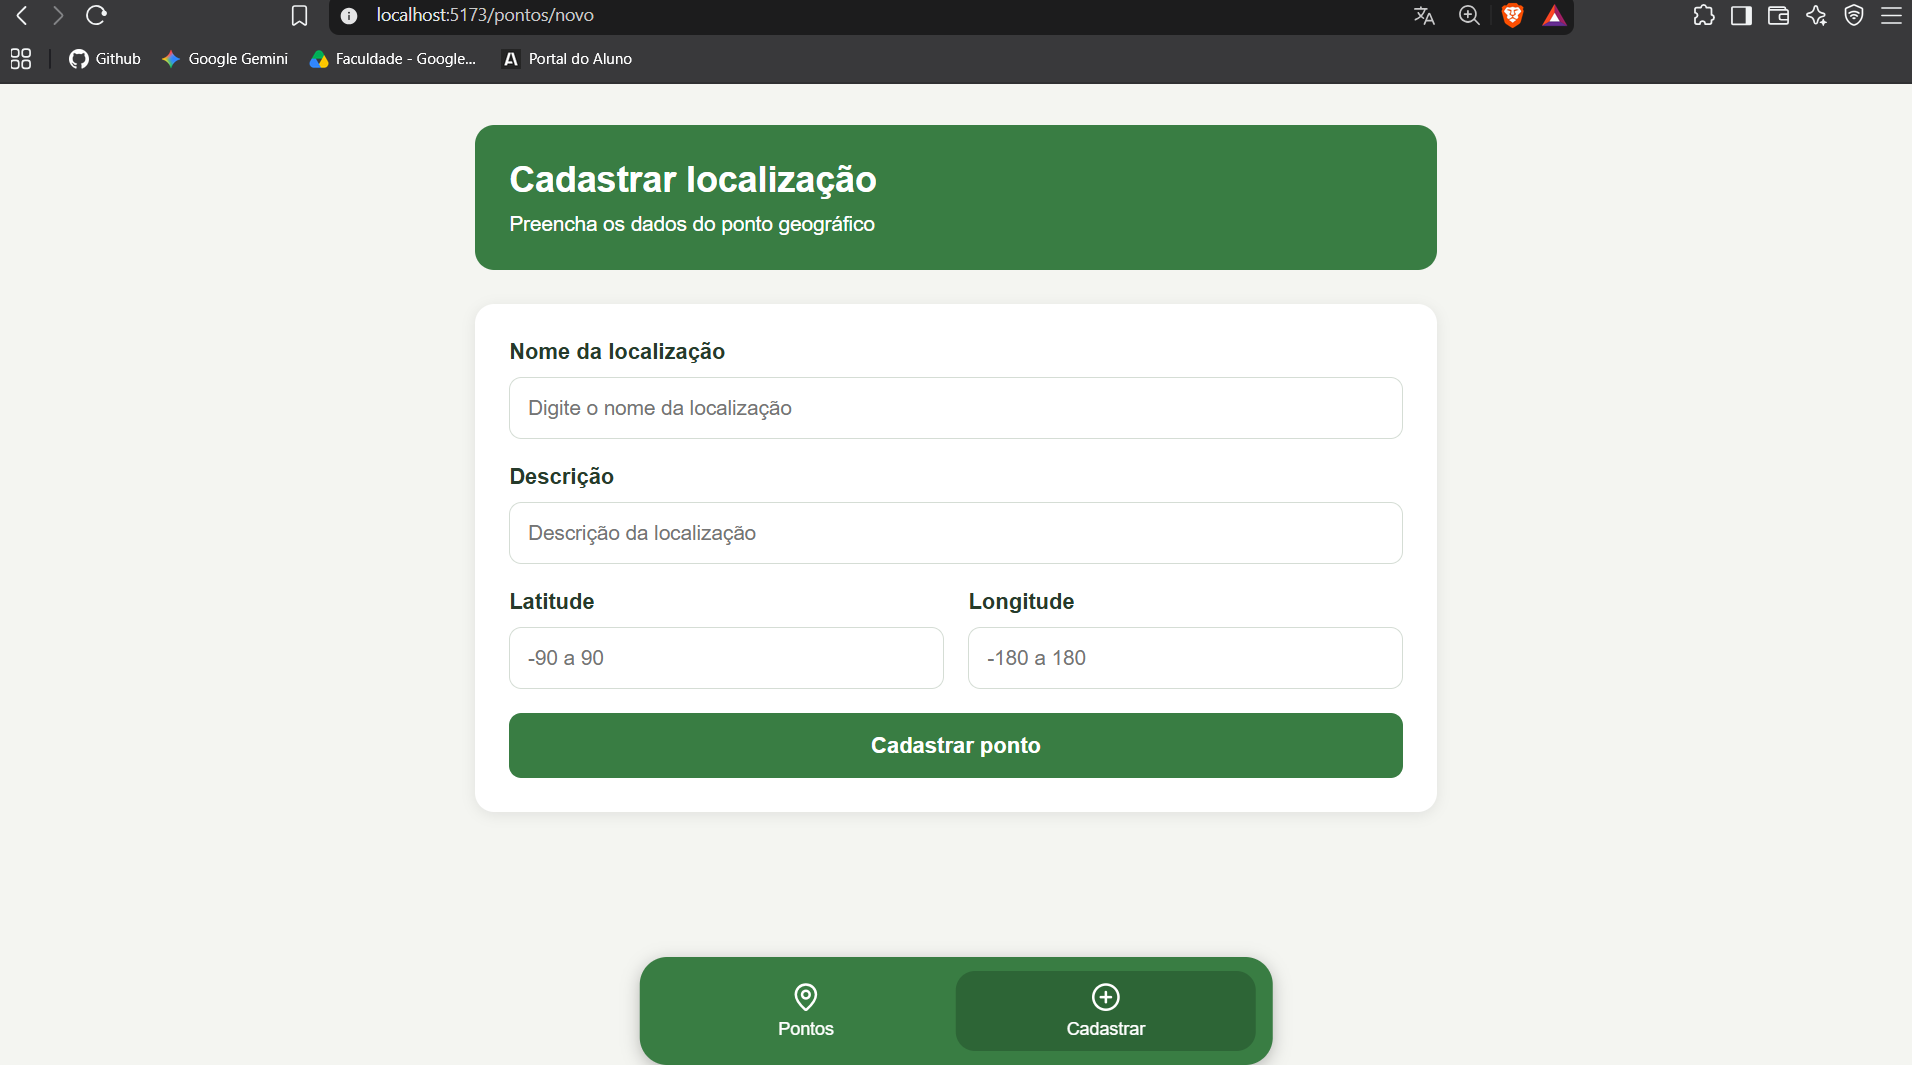 localhost:5173/pontos/novo
Github
Google Gemini
Faculdade - Google...
Portal do Aluno
Cadastrar localização
Preencha os dados do ponto geográfico
Nome da localização
Digite o nome da localização
Descrição
Descrição da localização
Latitude
Longitude
-90 a 90
-180 a 180
Cadastrar ponto
Pontos
Cadastrar